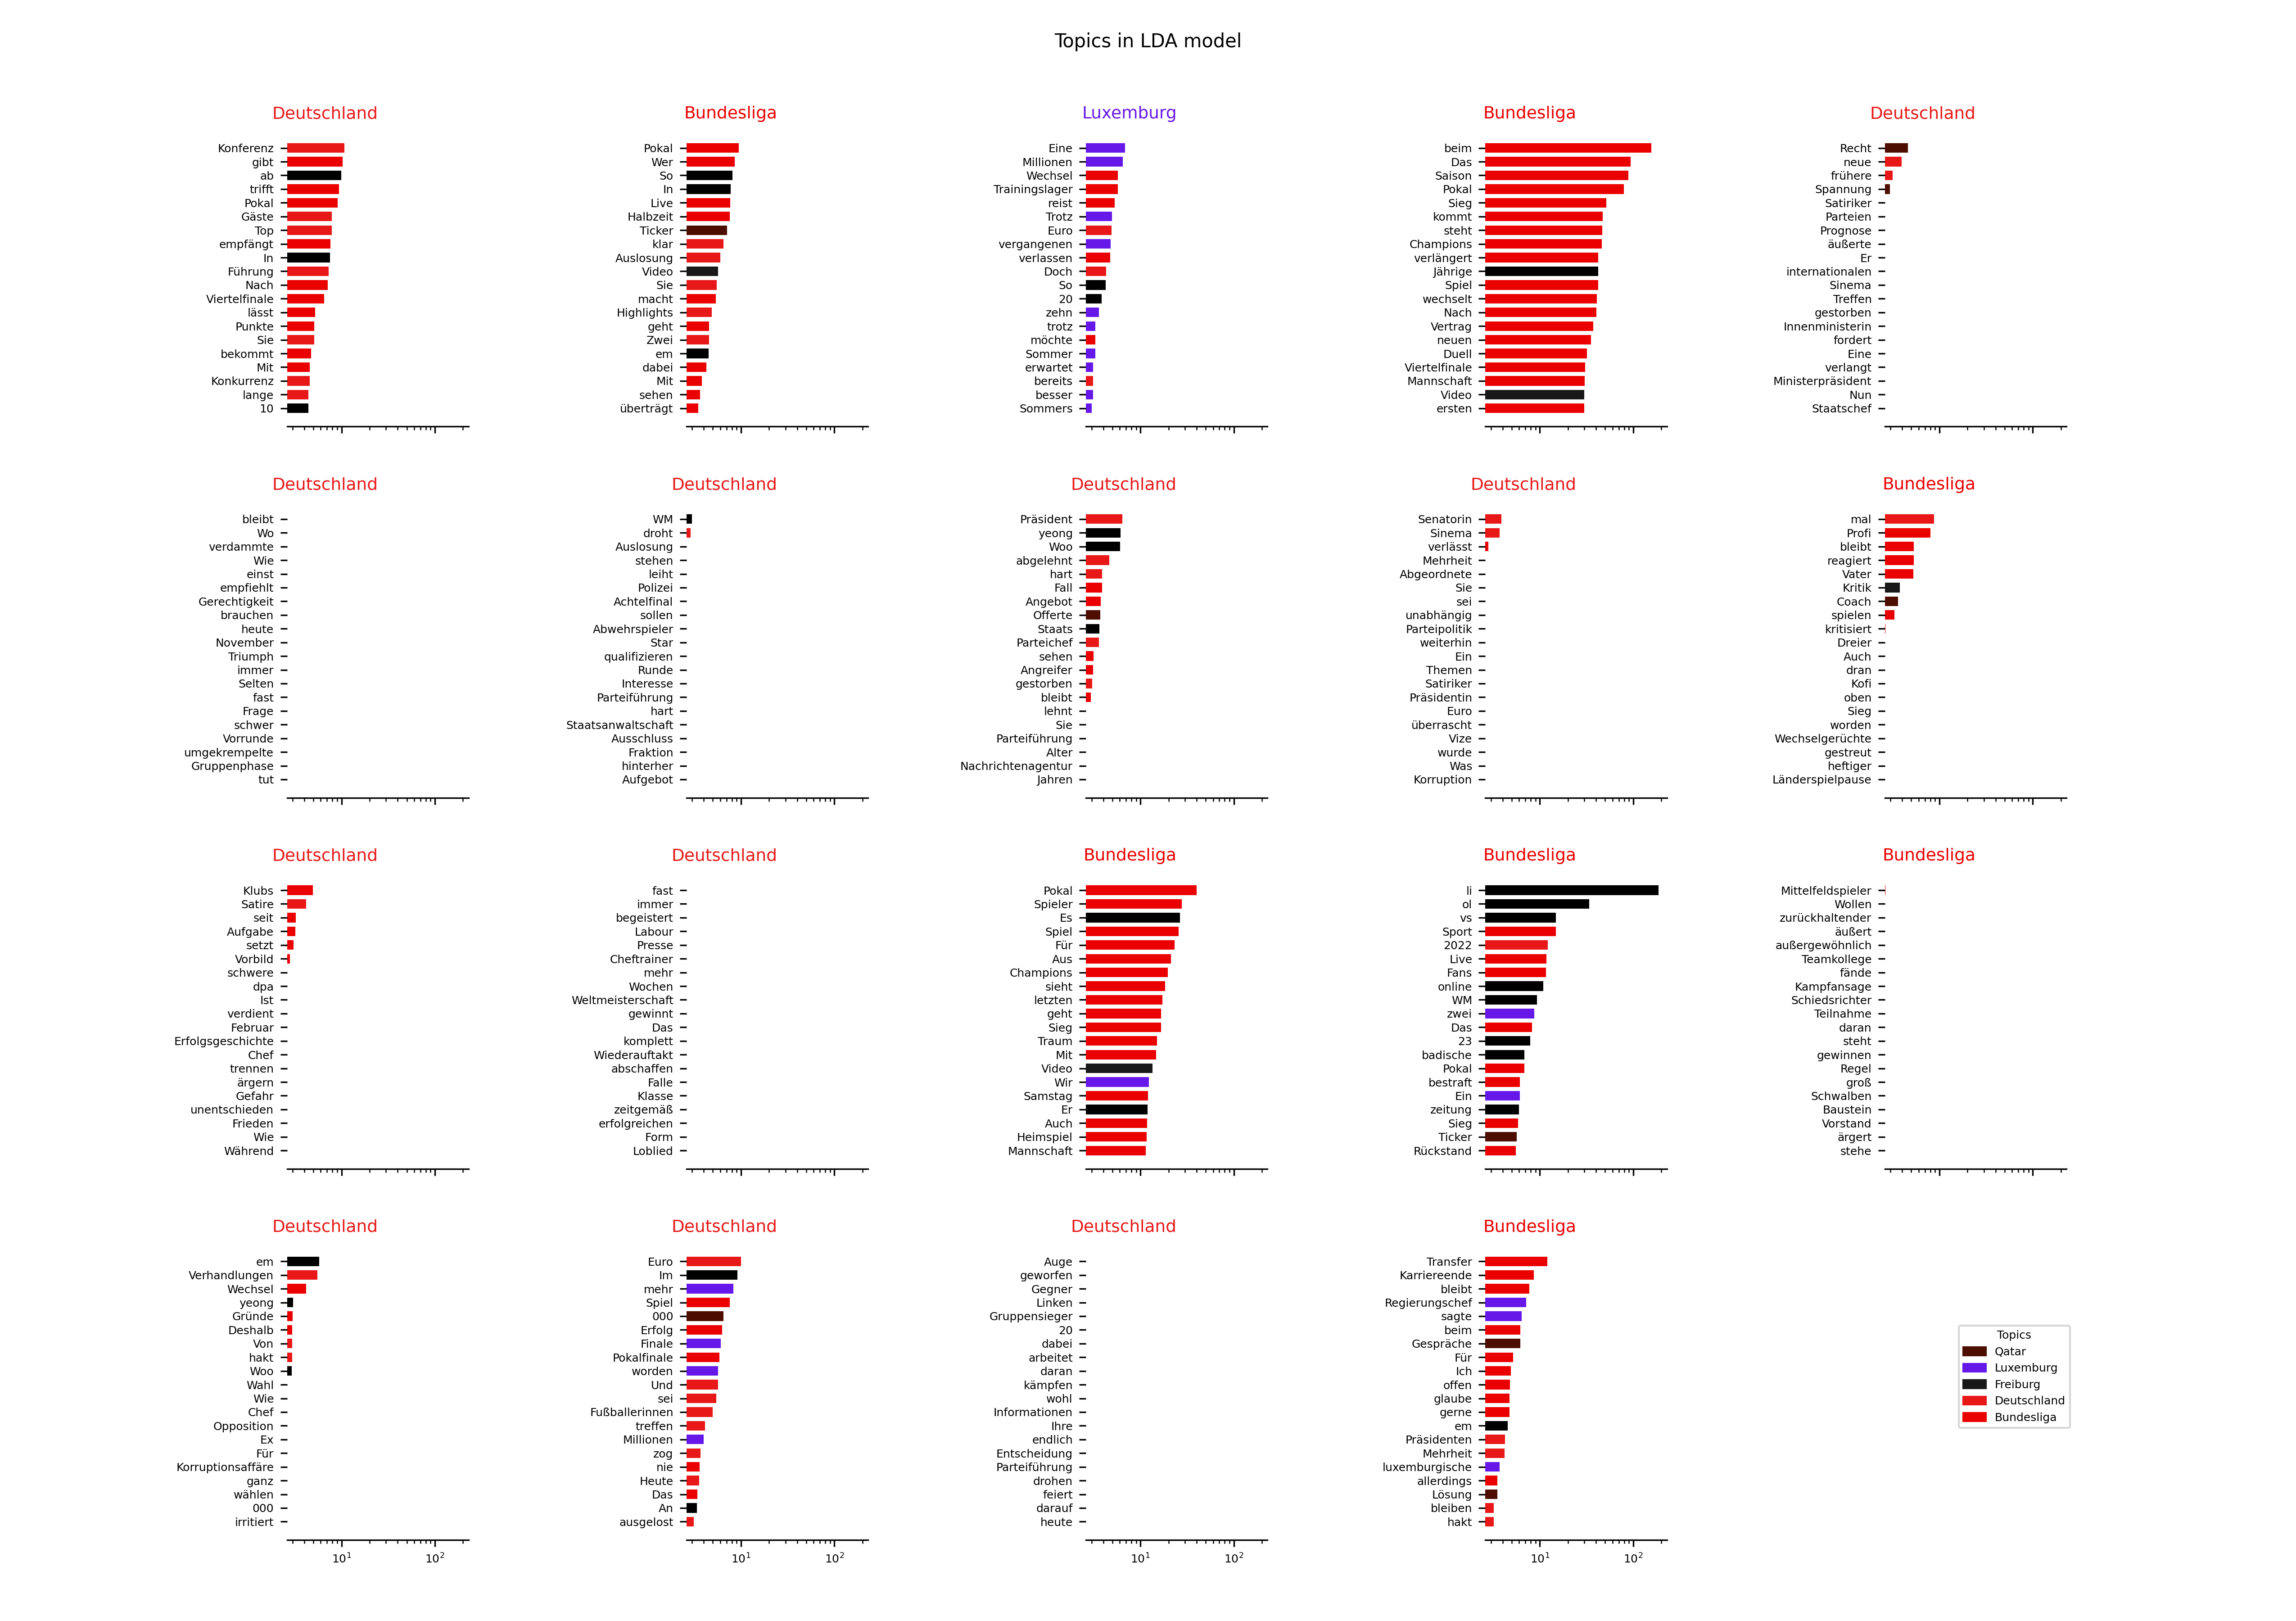 Topics in LDA model
Deutschland
Konferenz
gibt
ab
trifft
Pokal
Gäste
Top
empfängt
In
Führung
Nach
Viertelfinale
lässt
Punkte
Sie
bekommt
Mit
Konkurrenz
lange
10
Bundesliga
Pokal
Wer
So
In
Live
Halbzeit
Ticker
klar
Auslosung
Video
Sie
macht
Highlights
geht
Zwei
em
dabei
Mit
sehen
überträgt
Luxemburg
Eine
Millionen
Wechsel
Trainingslager
reist
Trotz
Euro
vergangenen
verlassen
Doch
So
20
zehn
trotz
möchte
Sommer
erwartet
bereits
besser
Sommers
Bundesliga
beim
Das
Saison
Pokal
Sieg
kommt
steht
Champions
verlängert
Jährige
Spiel
wechselt
Nach
Vertrag
neuen
Duell
Viertelfinale
Mannschaft
Video
ersten
Deutschland
Recht
neue
frühere
Spannung
Satiriker
Parteien
Prognose
äußerte
Er
internationalen
Sinema
Treffen
gestorben
Innenministerin
fordert
Eine
verlangt
Ministerpräsident
Nun
Staatschef
Deutschland
bleibt
Wo
verdammte
Wie
einst
empfiehlt
Gerechtigkeit
brauchen
heute
November
Triumph
immer
Selten
fast
Frage
schwer
Vorrunde
umgekrempelte
Gruppenphase
tut
Deutschland
WM
droht
Auslosung
stehen
leiht
Polizei
Achtelfinal
sollen
Abwehrspieler
Star
qualifizieren
Runde
Interesse
Parteiführung
hart
Staatsanwaltschaft
Ausschluss
Fraktion
hinterher
Aufgebot
Deutschland
Präsident
yeong
Woo
abgelehnt
hart
Fall
Angebot
Offerte
Staats
Parteichef
sehen
Angreifer
gestorben
bleibt
lehnt
Sie
Parteiführung
Alter
Nachrichtenagentur
Jahren
Deutschland
Senatorin
Sinema
verlässt
Mehrheit
Abgeordnete
Sie
sei
unabhängig
Parteipolitik
weiterhin
Ein
Themen
Satiriker
Präsidentin
Euro
überrascht
Vize
wurde
Was
Korruption
Bundesliga
mal
Profi
bleibt
reagiert
Vater
Kritik
Coach
spielen
kritisiert
Dreier
Auch
dran
Kofi
oben
Sieg
worden
Wechselgerüchte
gestreut
heftiger
Länderspielpause
Deutschland
Klubs
Satire
seit
Aufgabe
setzt
Vorbild
schwere
dpa
Ist
verdient
Februar
Erfolgsgeschichte
Chef
trennen
ärgern
Gefahr
unentschieden
Frieden
Wie
Während
Deutschland
fast
immer
begeistert
Labour
Presse
Cheftrainer
mehr
Wochen
Weltmeisterschaft
gewinnt
Das
komplett
Wiederauftakt
abschaffen
Falle
Klasse
zeitgemäß
erfolgreichen
Form
Loblied
Bundesliga
Pokal
Spieler
Es
Spiel
Für
Aus
Champions
sieht
letzten
geht
Sieg
Traum
Mit
Video
Wir
Samstag
Er
Auch
Heimspiel
Mannschaft
Bundesliga
li
ol
vs
Sport
2022
Live
Fans
online
WM
zwei
Das
23
badische
Pokal
bestraft
Ein
zeitung
Sieg
Ticker
Rückstand
Bundesliga
Mittelfeldspieler
Wollen
zurückhaltender
äußert
außergewöhnlich
Teamkollege
fände
Kampfansage
Schiedsrichter
Teilnahme
daran
steht
gewinnen
Regel
groß
Schwalben
Baustein
Vorstand
ärgert
stehe
Deutschland
em
Verhandlungen
Wechsel
yeong
Gründe
Deshalb
Von
hakt
Woo
Wahl
Wie
Chef
Opposition
Ex
Für
Korruptionsaffäre
ganz
wählen
000
irritiert
10¹ 10²
Deutschland
Euro
Im
mehr
Spiel
000
Erfolg
Finale
Pokalfinale
worden
Und
sei
Fußballerinnen
treffen
Millionen
zog
nie
Heute
Das
An
ausgelost
10¹ 10²
Deutschland
Auge
geworfen
Gegner
Linken
Gruppensieger
20
dabei
arbeitet
daran
kämpfen
wohl
Informationen
Ihre
endlich
Entscheidung
Parteiführung
drohen
feiert
darauf
heute
10¹ 10²
Bundesliga
Transfer
Karriereende
bleibt
Regierungschef
sagte
beim
Gespräche
Für
Ich
offen
glaube
gerne
em
Präsidenten
Mehrheit
luxemburgische
allerdings
Lösung
bleiben
hakt
10¹ 10²
Topics
Qatar
Luxemburg
Freiburg
Deutschland
Bundesliga